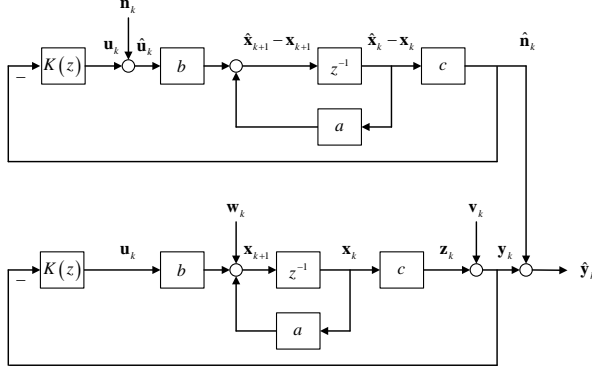 n_k
K(z)
u_k
û_k
b
x̂_{k+1} − x_{k+1}
z^{-1}
x̂_k − x_k
c
n̂_k
−
a
w_k
v_k
K(z)
u_k
b
x_{k+1}
z^{-1}
x_k
c
z_k
y_k
−
a